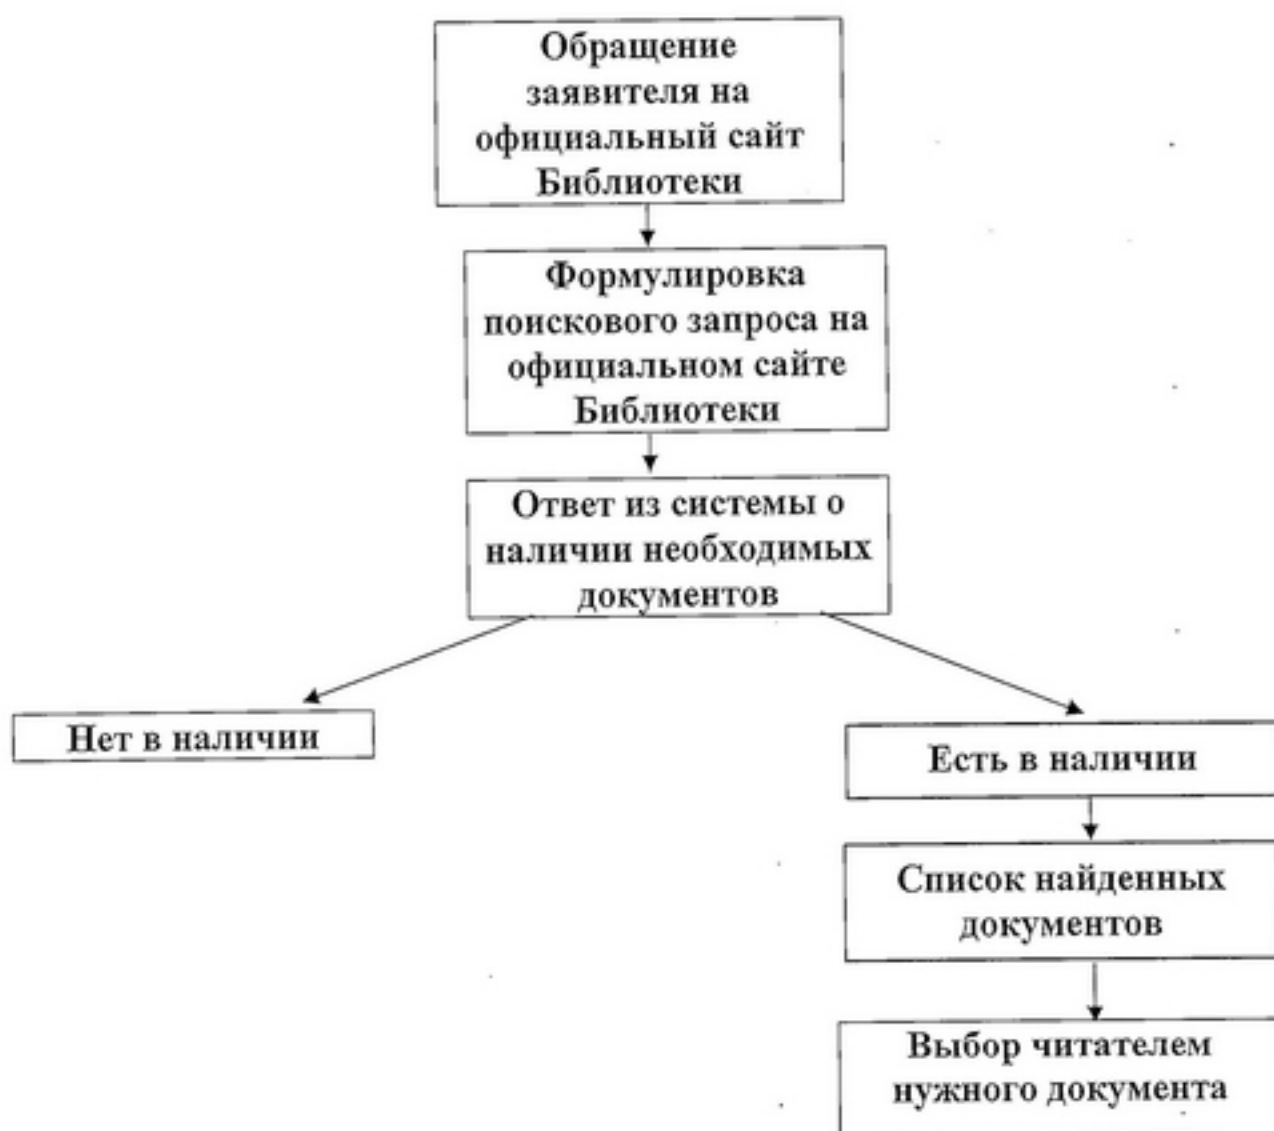 Обращение
заявителя на
официальный сайт
Библиотеки
Формулировка
поискового запроса на
официальном сайте
Библиотеки
Ответ из системы о
наличии необходимых
документов
Нет в наличии
Есть в наличии
Список найденных
документов
Выбор читателем
нужного документа